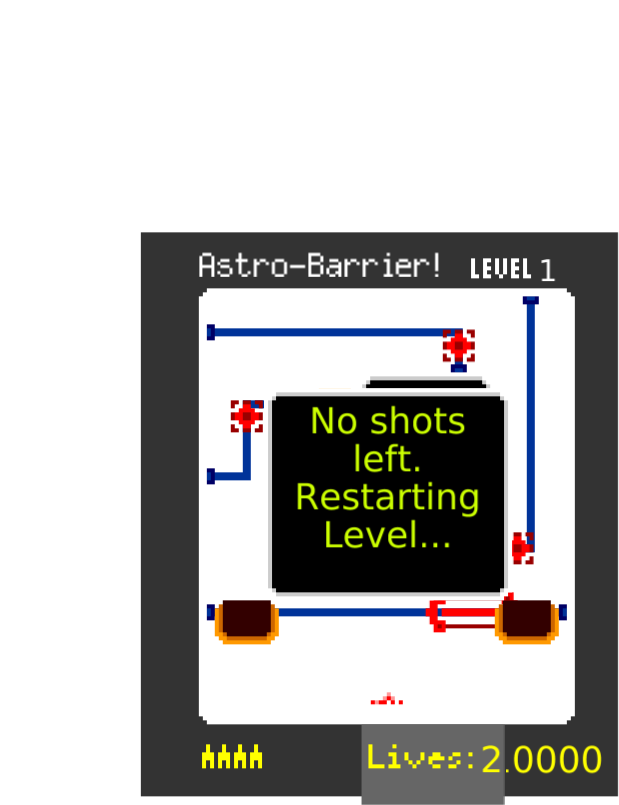 Astro-Barrier! LEVEL 1
No shots
left.
Restarting
Level...
Lives:2.0000